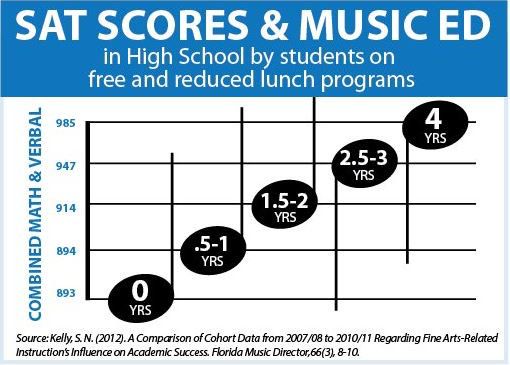 SAT SCORES & MUSIC ED
in High School by students on
free and reduced lunch programs
COMBINED MATH & VERBAL
985
947
914
894
893
4
YRS
2.5-3
YRS
1.5-2
YRS
.5-1
YRS
0
YRS
Source: Kelly, S. N. (2012). A Comparison of Cohort Data from 2007/08 to 2010/11 Regarding Fine Arts-Related
Instruction's Influence on Academic Success. Florida Music Director,66(3), 8-10.